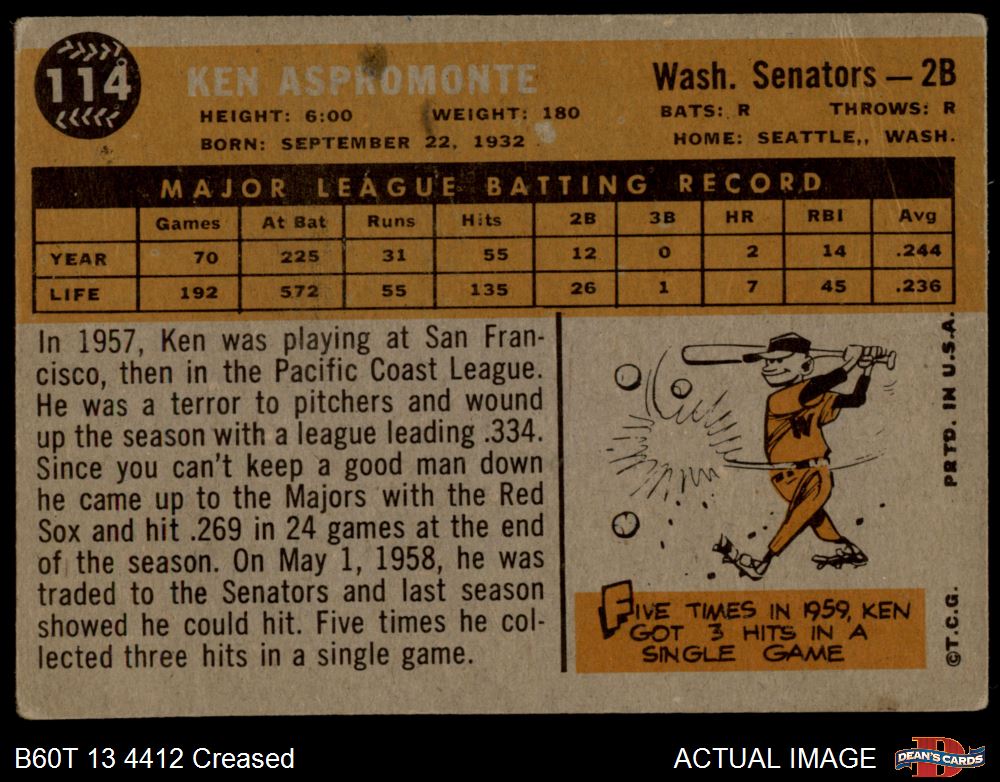 114
KEN ASPROMONTE
Wash. Senators — 2B
HEIGHT: 6:00 WEIGHT: 180 BATS: R THROWS: R
BORN: SEPTEMBER 22, 1932 HOME: SEATTLE,, WASH.
MAJOR LEAGUE BATTING RECORD
Games At Bat Runs Hits 2B 3B HR RBI Avg
YEAR 70 225 31 55 12 0 2 14 .244
LIFE 192 572 55 135 26 1 7 45 .236
In 1957, Ken was playing at San Fran-
cisco, then in the Pacific Coast League.
He was a terror to pitchers and wound
up the season with a league leading .334.
Since you can't keep a good man down
he came up to the Majors with the Red
Sox and hit .269 in 24 games at the end
of the season. On May 1, 1958, he was
traded to the Senators and last season
showed he could hit. Five times he col-
lected three hits in a single game.
W
FIVE TIMES IN 1959, KEN
GOT 3 HITS IN A
SINGLE GAME
©T.C.G. PRTD. IN U.S.A.
B60T 13 4412 Creased
ACTUAL IMAGE
D
DEAN'S CARDS